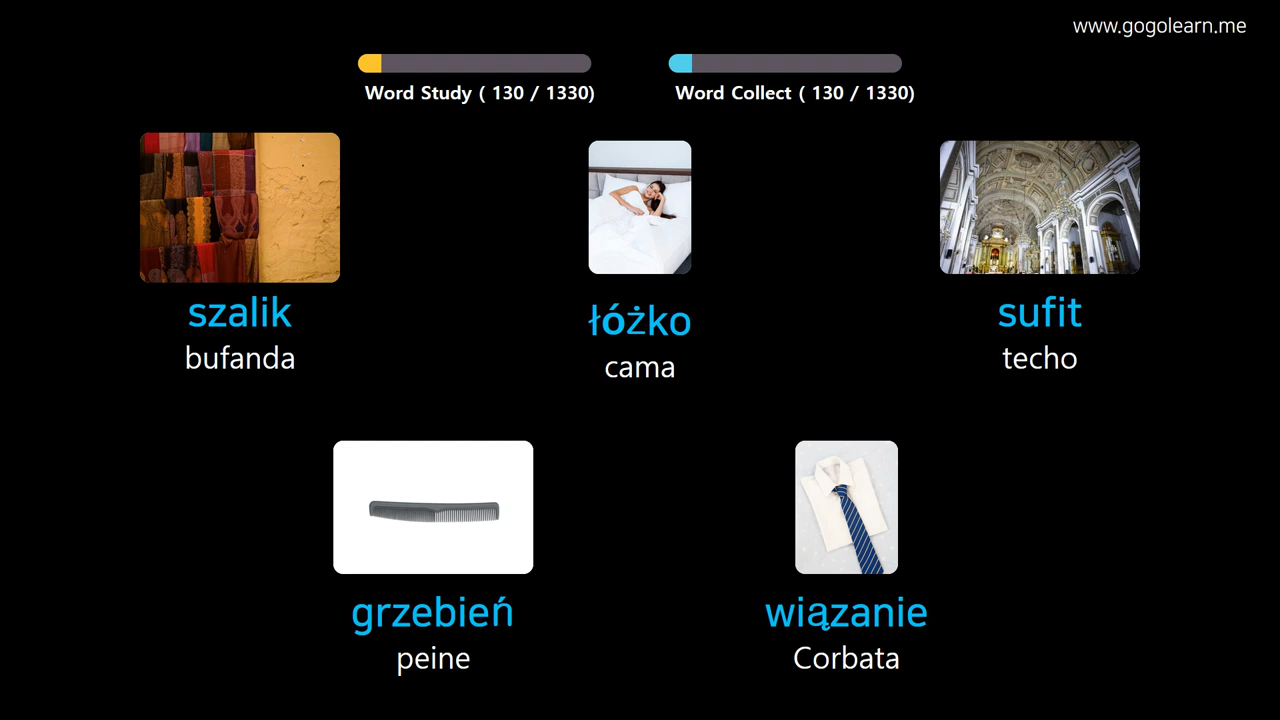 www.gogolearn.me
Word Study ( 130 / 1330)
Word Collect ( 130 / 1330)
szalik
bufanda
łóżko
cama
sufit
techo
grzebień
peine
wiązanie
Corbata